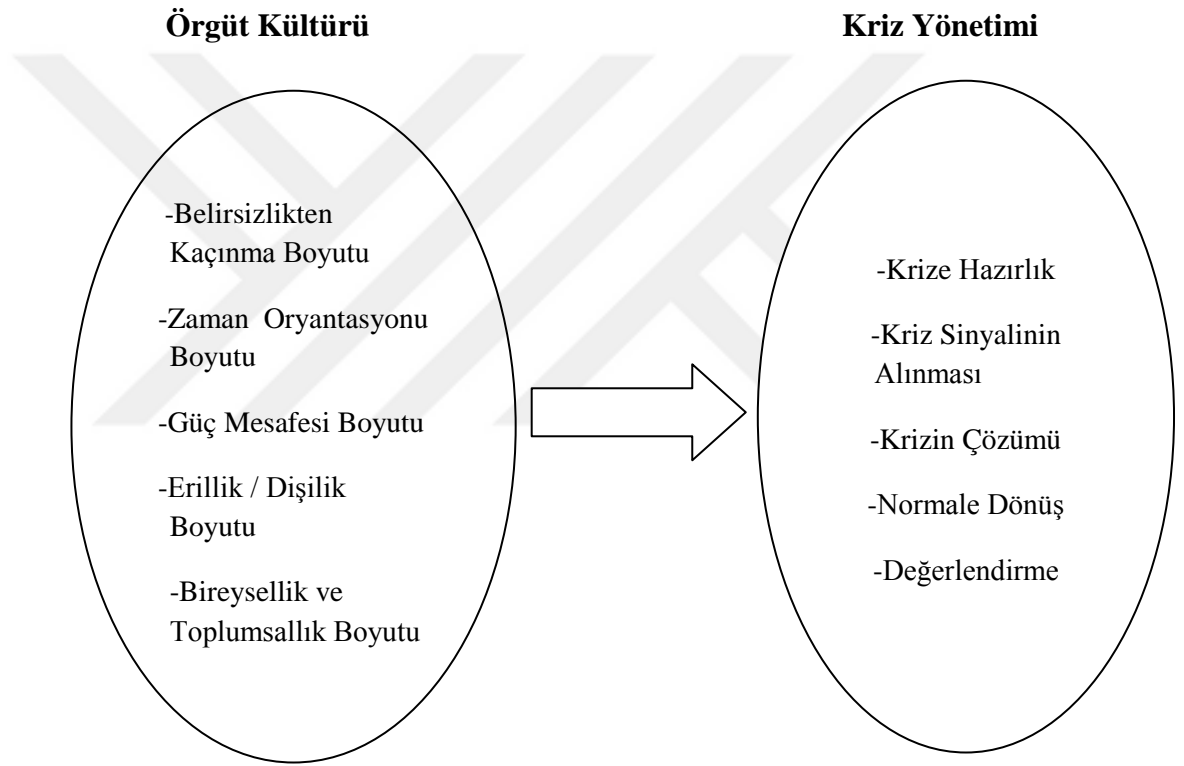 Örgüt Kültürü
Kriz Yönetimi
-Belirsizlikten
Kaçınma Boyutu
-Zaman Oryantasyonu
Boyutu
-Güç Mesafesi Boyutu
-Erillik / Dişilik
Boyutu
-Bireysellik ve
Toplumsallık Boyutu
-Krize Hazırlık
-Kriz Sinyalinin
Alınması
-Krizin Çözümü
-Normale Dönüş
-Değerlendirme